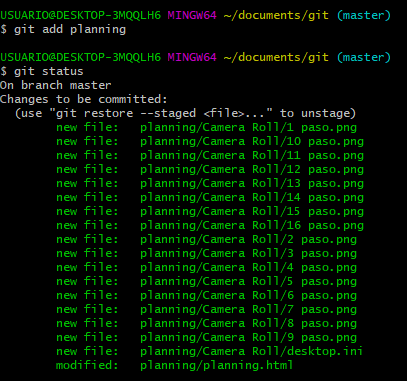 USUARIO@DESKTOP-3MQQLH6 MINGW64 ~/documents/git (master)
$ git add planning
USUARIO@DESKTOP-3MQQLH6 MINGW64 ~/documents/git (master)
$ git status
On branch master
Changes to be committed:
  (use "git restore --staged <file>..." to unstage)
        new file:   planning/Camera Roll/1 paso.png
        new file:   planning/Camera Roll/10 paso.png
        new file:   planning/Camera Roll/11 paso.png
        new file:   planning/Camera Roll/12 paso.png
        new file:   planning/Camera Roll/13 paso.png
        new file:   planning/Camera Roll/14 paso.png
        new file:   planning/Camera Roll/15 paso.png
        new file:   planning/Camera Roll/16 paso.png
        new file:   planning/Camera Roll/2 paso.png
        new file:   planning/Camera Roll/3 paso.png
        new file:   planning/Camera Roll/4 paso.png
        new file:   planning/Camera Roll/5 paso.png
        new file:   planning/Camera Roll/6 paso.png
        new file:   planning/Camera Roll/7 paso.png
        new file:   planning/Camera Roll/8 paso.png
        new file:   planning/Camera Roll/9 paso.png
        new file:   planning/Camera Roll/desktop.ini
        modified:   planning/planning.html